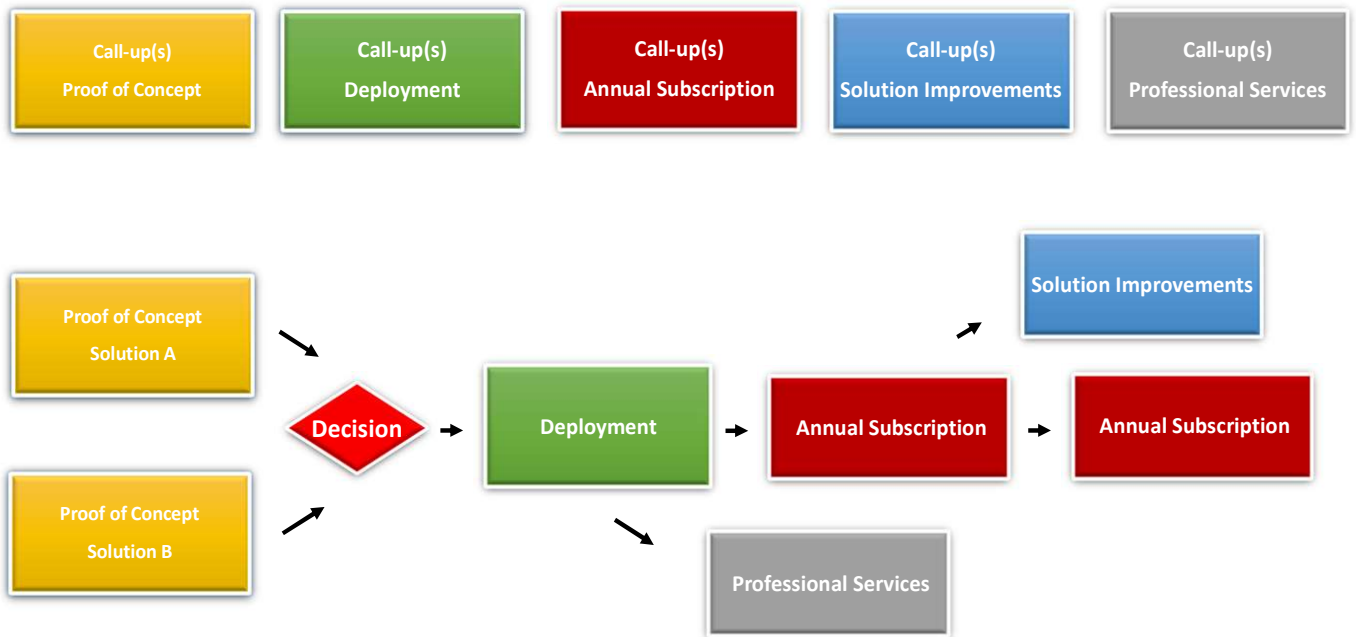 Call-up(s)
Proof of Concept
Call-up(s)
Deployment
Call-up(s)
Annual Subscription
Call-up(s)
Solution Improvements
Call-up(s)
Professional Services
Solution Improvements
Proof of Concept
Solution A
Decision
Deployment
Annual Subscription
Annual Subscription
Proof of Concept
Solution B
Professional Services